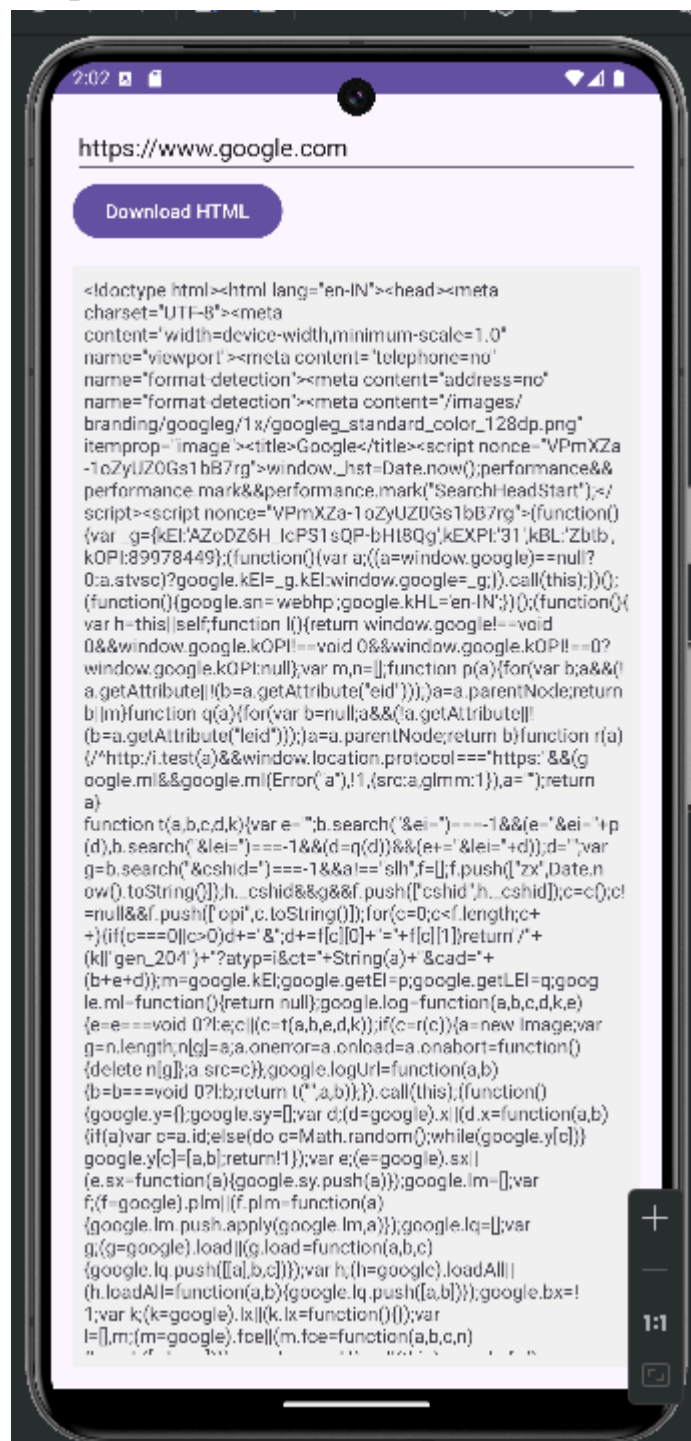 2:02
https://www.google.com
Download HTML
<!doctype html><html lang="en-IN"><head><meta
charset="UTF-8"><meta
content="width=device-width,minimum-scale=1.0"
name="viewport"><meta content="telephone=no"
name="format-detection"><meta content="address=no"
name="format-detection"><meta content="/images/
branding/googleg/1x/googleg_standard_color_128dp.png"
itemprop="image"><title>Google</title><script nonce="VPmXZa
-1oZyUZ0Gs1bB7rg">window._hst=Date.now();performance&&
performance.mark&&performance.mark("SearchHeadStart");</
script><script nonce="VPmXZa-1oZyUZ0Gs1bB7rg">(function()
{var _g={kEI:'AZoDZ6H_IcPS1sQP-bHt8Qg',kEXPI:'31',kBL:'Zbtb',
kOPI:89978449};(function(){var a;((a=window.google)==null?
0:a.stvsc)?google.kEI=_g.kEI:window.google=_g;}).call(this);})();
(function(){google.sn='webhp';google.kHL='en-IN';})();(function(){
var h=this||self;function l(){return window.google!==void
0&&window.google.kOPI!==void 0&&window.google.kOPI!==0?
window.google.kOPI:null};var m,n=[];function p(a){for(var b;a&&(!
a.getAttribute||!(b=a.getAttribute("eid")));)a=a.parentNode;return
b||m}function q(a){for(var b=null;a&&(!a.getAttribute||!
(b=a.getAttribute("leid")));)a=a.parentNode;return b}function r(a)
{/^http:/i.test(a)&&window.location.protocol==="https:"&&(g
oogle.ml&&google.ml(Error("a"),!1,{src:a,glmm:1}),a="");return
a}
function t(a,b,c,d,k){var e="";b.search("&ei=")===-1&&(e="&ei="+p
(d),b.search("&lei=")===-1&&(d=q(d))&&(e+="&lei="+d));d="";var
g=b.search("&cshid=")===-1&&a!=="slh",f=[];f.push(["zx",Date.n
ow().toString()]);h._cshid&&g&&f.push(["cshid",h._cshid]);c=c();c!
=null&&f.push(["opi",c.toString()]);for(c=0;c<f.length;c+
+){if(c===0||c>0)d+="&";d+=f[c][0]+"="+f[c][1]}return"/"+
(k||"gen_204")+"?atyp=i&ct="+String(a)+"&cad="+
(b+e+d)};m=google.kEI;google.getEI=p;google.getLEI=q;goog
le.ml=function(){return null};google.log=function(a,b,c,d,k,e)
{e=e===void 0?l:e;c||(c=t(a,b,e,d,k));if(c=r(c)){a=new Image;var
g=n.length;n[g]=a;a.onerror=a.onload=a.onabort=function()
{delete n[g]};a.src=c}};google.logUrl=function(a,b)
{b=b===void 0?l:b;return t("",a,b)};}).call(this);(function()
{google.y={};google.sy=[];var d;(d=google).x||(d.x=function(a,b)
{if(a)var c=a.id;else{do c=Math.random();while(google.y[c])}
google.y[c]=[a,b];return!1});var e;(e=google).sx||
(e.sx=function(a){google.sy.push(a)});google.lm=[];var
f;(f=google).plm||(f.plm=function(a)
{google.lm.push.apply(google.lm,a)});google.lq=[];var
g;(g=google).load||(g.load=function(a,b,c)
{google.lq.push([[a],b,c])});var h;(h=google).loadAll||
(h.loadAll=function(a,b){google.lq.push([a,b])});google.bx=!
1;var k;(k=google).lx||(k.lx=function(){});var
l=[],m;(m=google).fce||(m.fce=function(a,b,c,n)
1:1